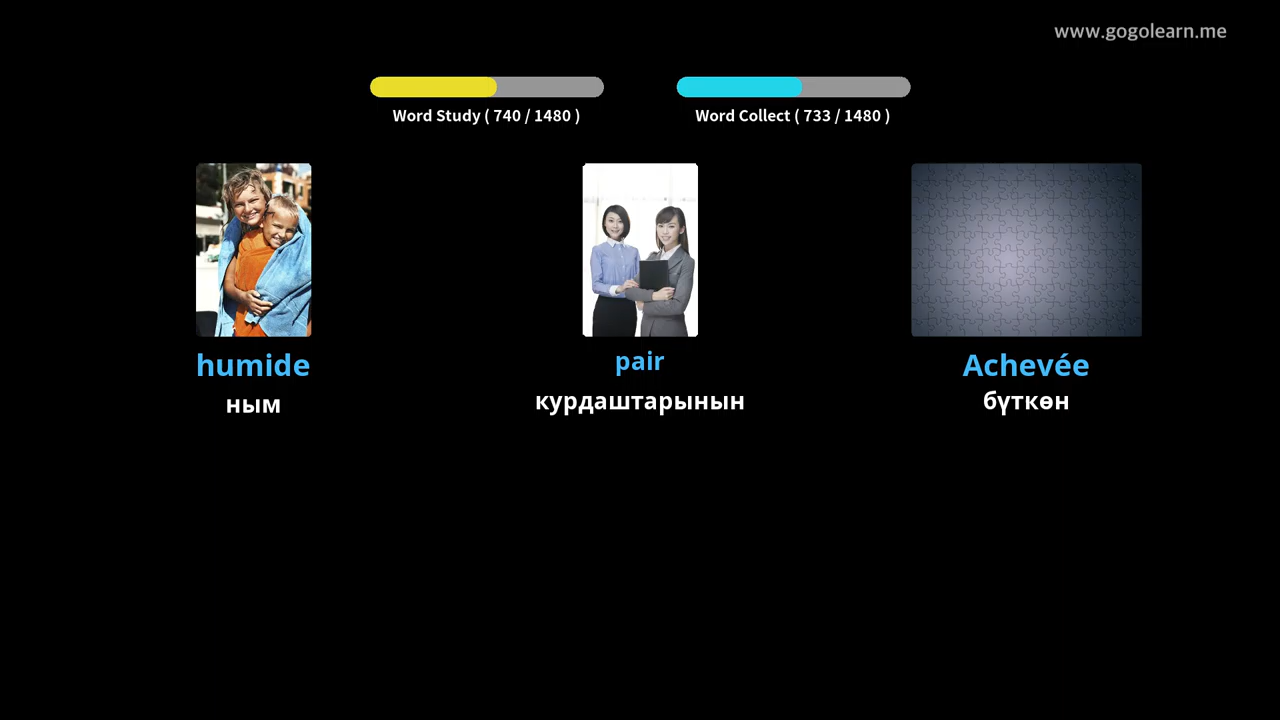 www.gogolearn.me
Word Study ( 740 / 1480 )
Word Collect ( 733 / 1480 )
humide
pair
Achevée
ным
курдаштарынын
бүткөн